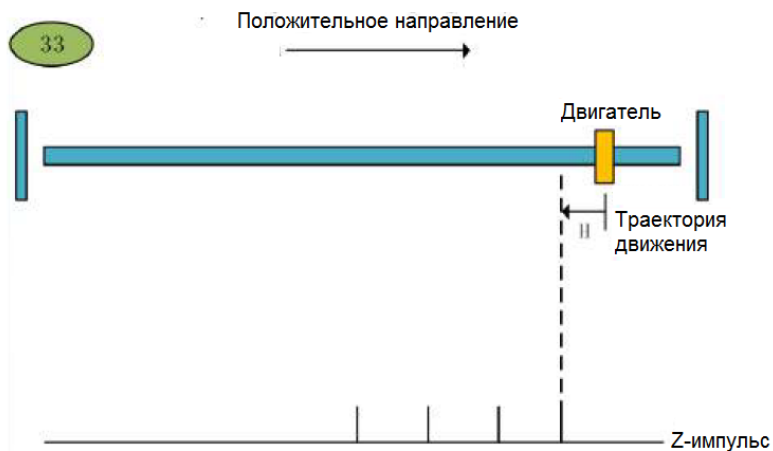 Положительное направление
33
Двигатель
H
Траектория
движения
Z-импульс